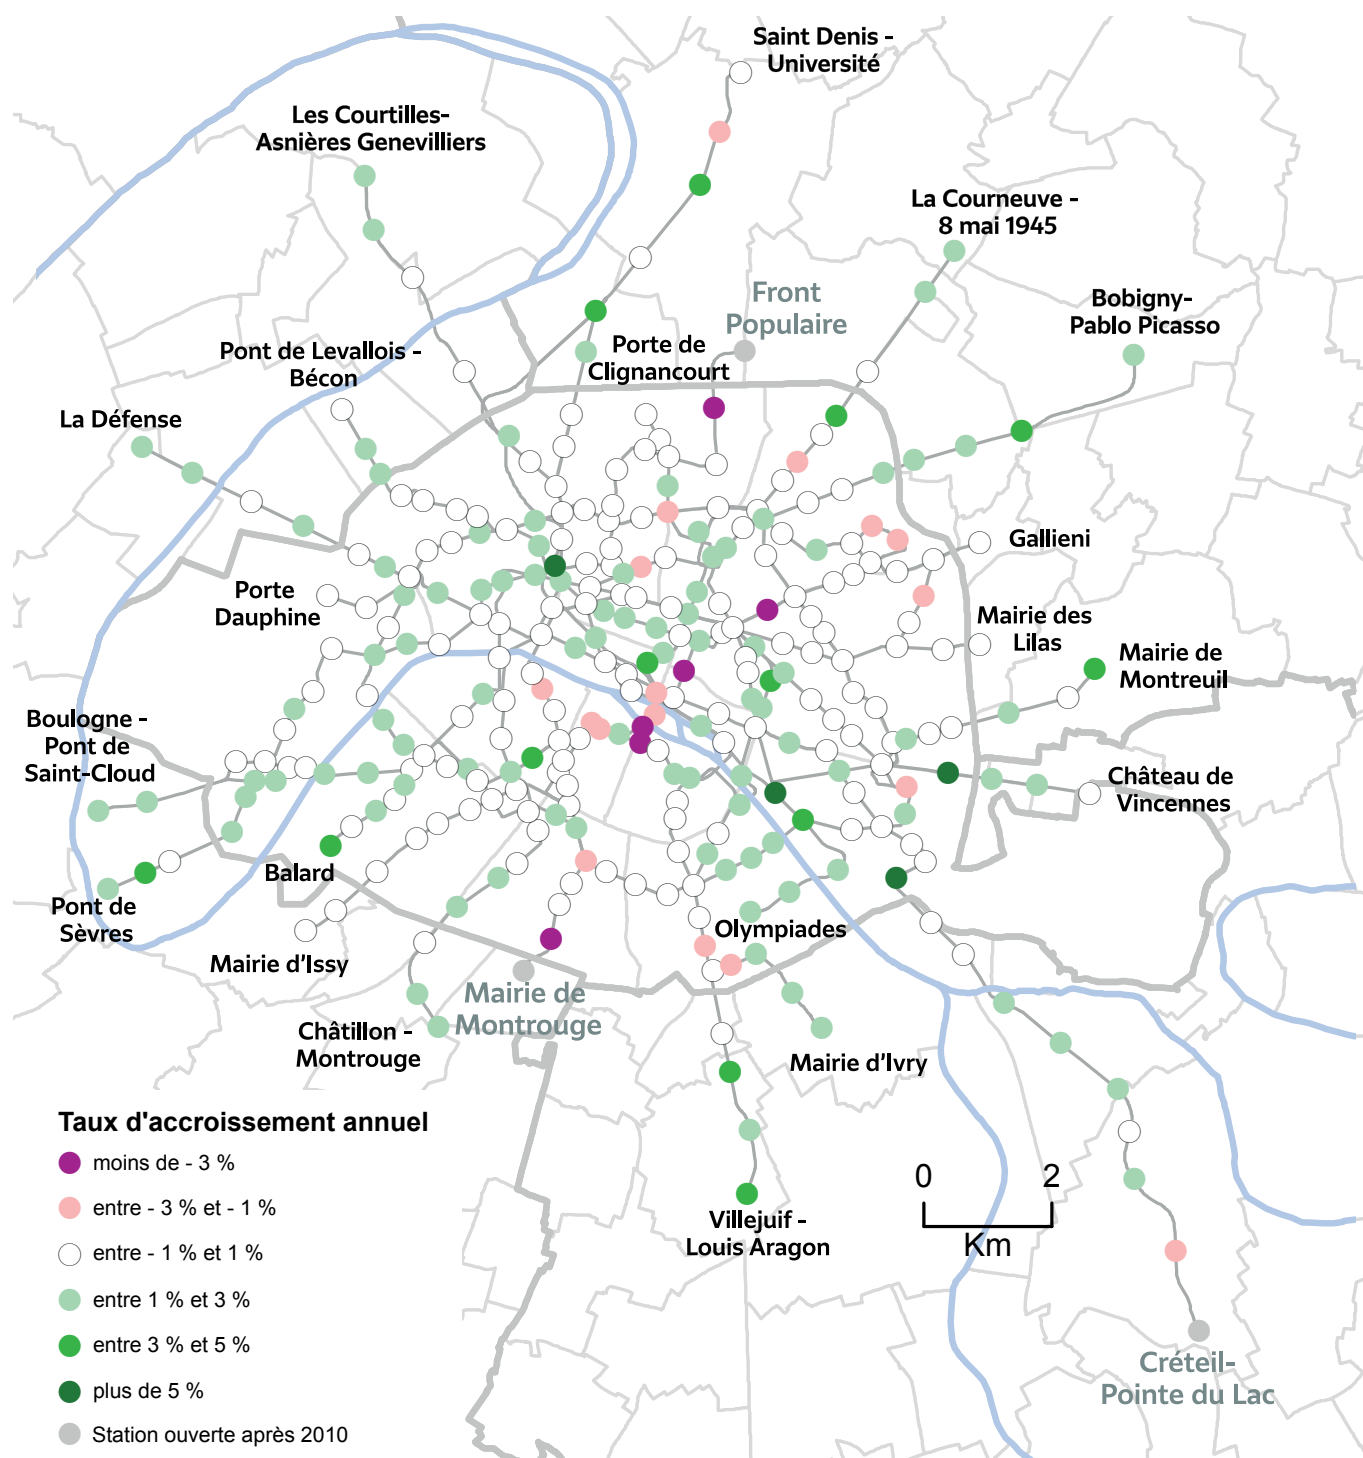 Saint Denis -
Université
Les Courtilles-
Asnières Genevilliers
La Courneuve -
8 mai 1945
Front
Populaire
Bobigny-
Pablo Picasso
Porte de
Clignancourt
Pont de Levallois -
Bécon
La Défense
Gallieni
Porte
Dauphine
Mairie des
Lilas
Mairie de
Montreuil
Boulogne -
Pont de
Saint-Cloud
Château de
Vincennes
Balard
Pont de
Sèvres
Olympiades
Mairie d'Issy
Mairie de
Montrouge
Châtillon -
Montrouge
Mairie d'Ivry
Taux d'accroissement annuel
moins de - 3 %
entre - 3 % et - 1 %
entre - 1 % et 1 %
entre 1 % et 3 %
entre 3 % et 5 %
plus de 5 %
Station ouverte après 2010
0 2
Km
Villejuif -
Louis Aragon
Créteil-
Pointe du Lac